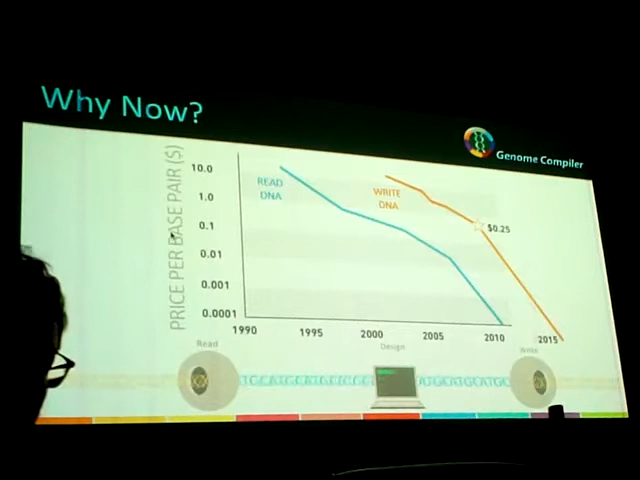 Why Now?
Genome Compiler
PRICE PER BASE PAIR ($)
10.0
1.0
0.1
0.01
0.001
0.0001
READ
DNA
WRITE
DNA
$0.25
1990
1995
2000
2005
2010
2015
Read
Design
Write